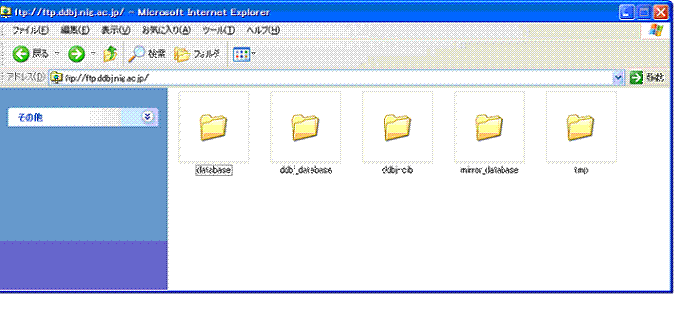 ftp://ftp.ddbj.nig.ac.jp/ - Microsoft Internet Explorer
ファイル(F) 編集(E) 表示(V) お気に入り(A) ツール(T) ヘルプ(H)
戻る 検索 フォルダ
アドレス(D) ftp://ftp.ddbj.nig.ac.jp/ 移動
その他
database ddbj_database ddbj-cib mirror_database tmp